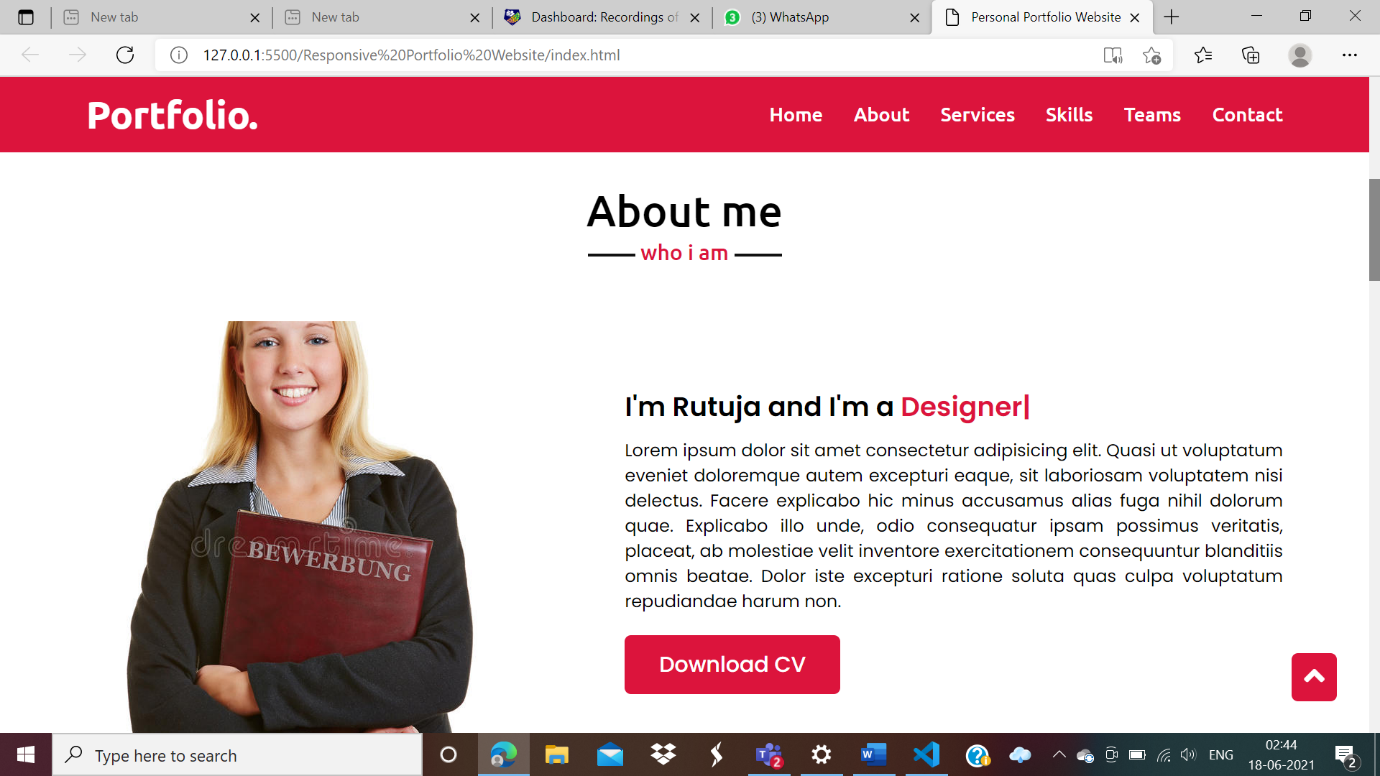 New tab
New tab
Dashboard: Recordings of
(3) WhatsApp
Personal Portfolio Website
127.0.0.1:5500/Responsive%20Portfolio%20Website/index.html
Portfolio.
Home
About
Services
Skills
Teams
Contact
About me
who i am
I'm Rutuja and I'm a Designer|
Lorem ipsum dolor sit amet consectetur adipisicing elit. Quasi ut voluptatum
eveniet doloremque autem excepturi eaque, sit laboriosam voluptatem nisi
delectus. Facere explicabo hic minus accusamus alias fuga nihil dolorum
quae. Explicabo illo unde, odio consequatur ipsam possimus veritatis,
placeat, ab molestiae velit inventore exercitationem consequuntur blanditiis
omnis beatae. Dolor iste excepturi ratione soluta quas culpa voluptatum
repudiandae harum non.
dreamstime
BEWERBUNG
Download CV
Type here to search
2
ENG
02:44
18-06-2021
2